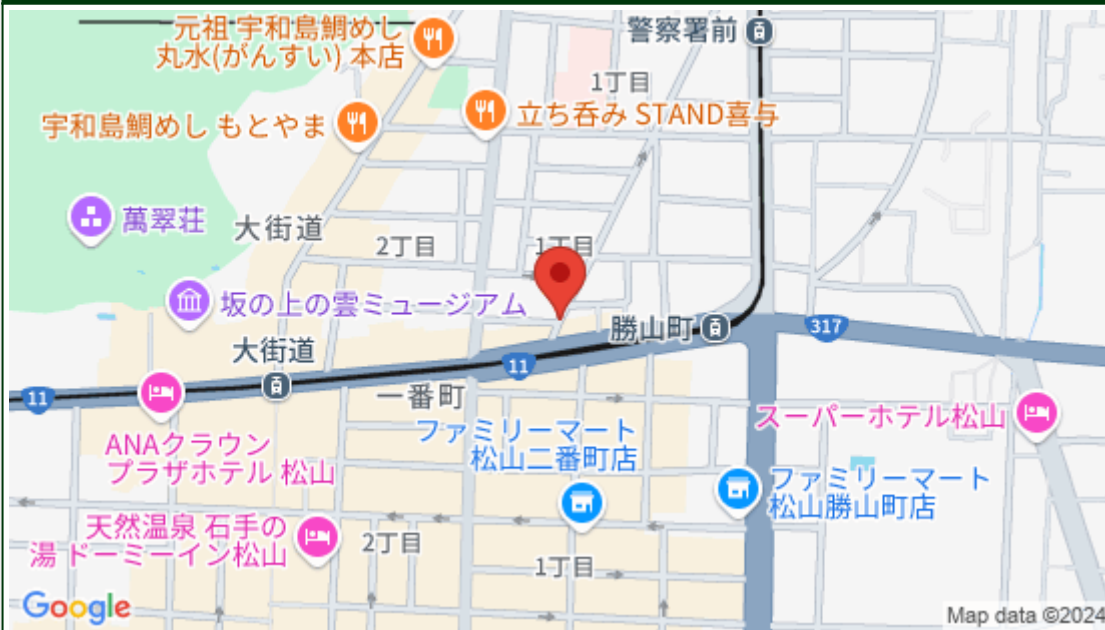 元祖 宇和島鯛めし
丸水(がんすい) 本店
警察署前
1丁目
宇和島鯛めし もとやま
立ち呑み STAND喜与
萬翠荘
大街道
2丁目
1丁目
坂の上の雲ミュージアム
勝山町
317
大街道
11
11
一番町
ANAクラウン
プラザホテル 松山
ファミリーマート
松山二番町店
スーパーホテル松山
ファミリーマート
松山勝山町店
天然温泉 石手の
湯 ドーミーイン松山
2丁目
1丁目
Google
Map data ©2024